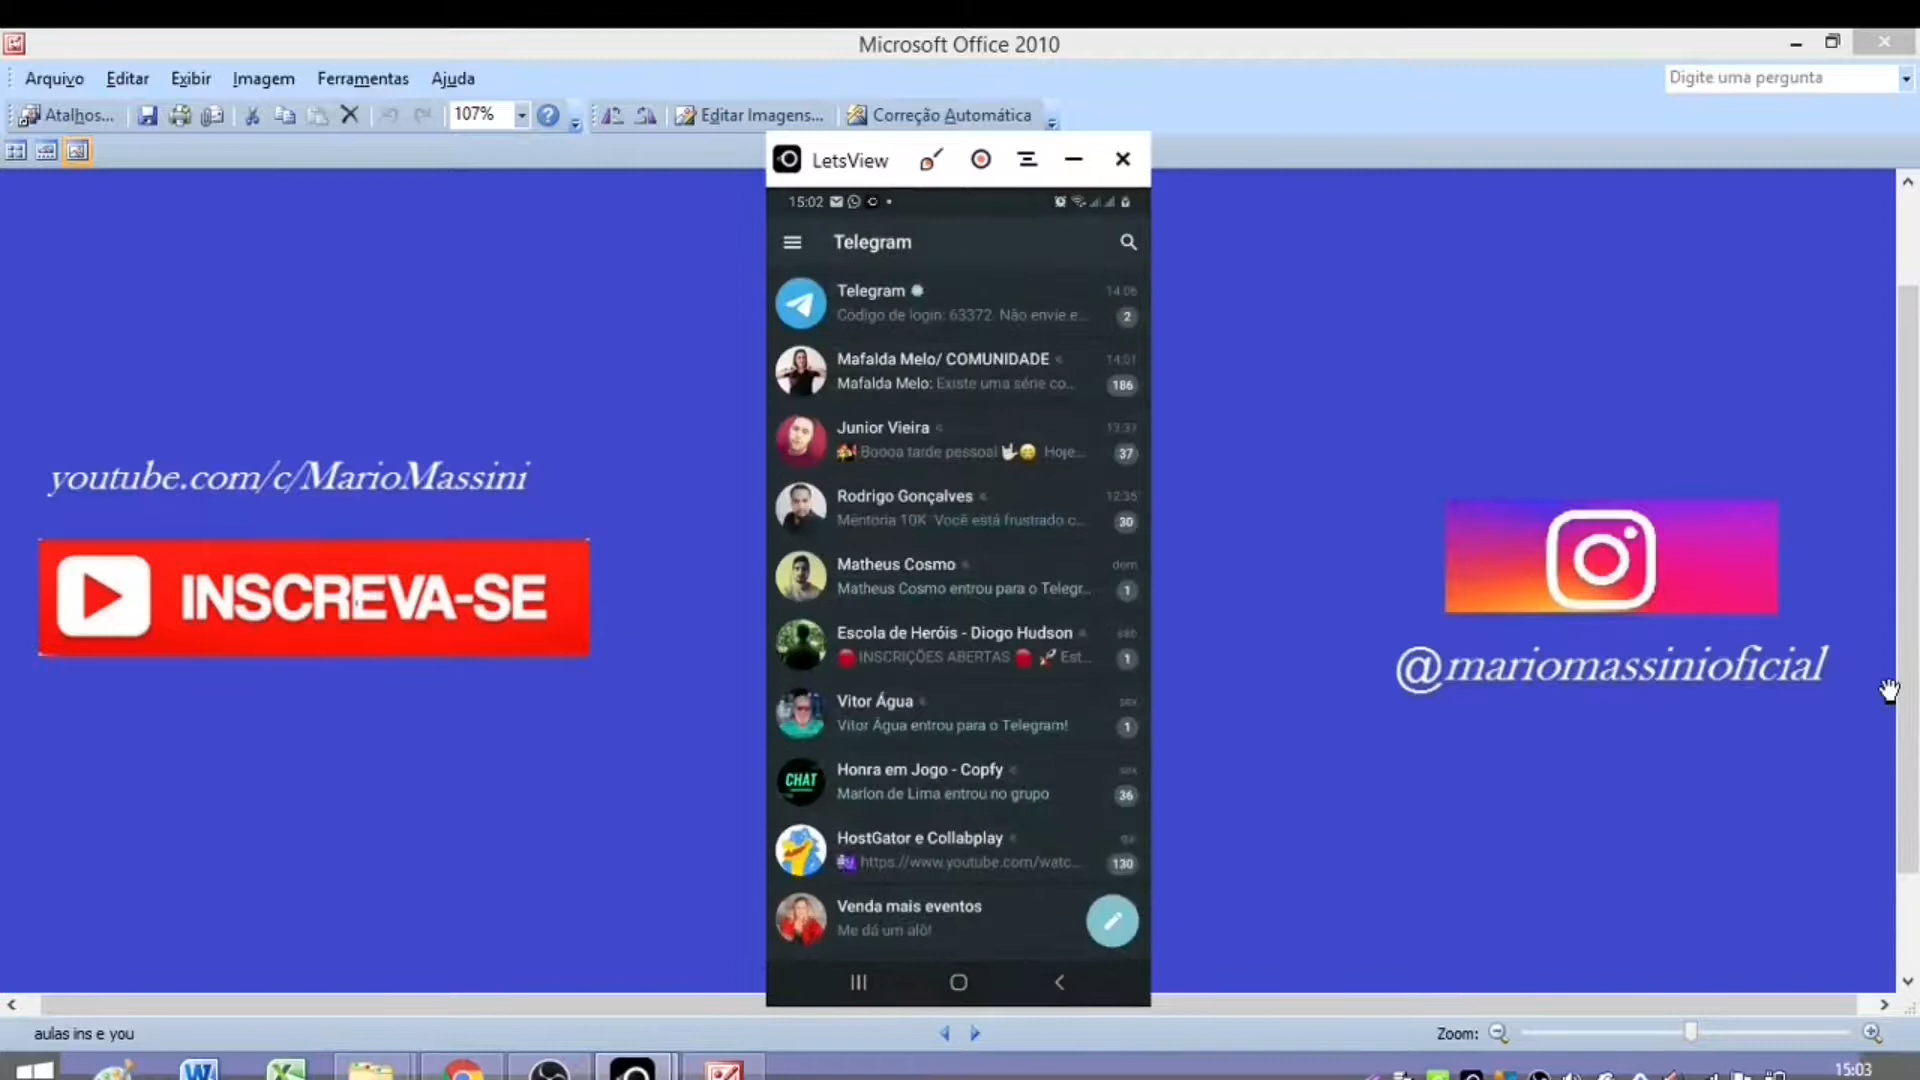 Microsoft Office 2010
Arquivo Editar Exibir Imagem Ferramentas Ajuda
Digite uma pergunta
Atalhos... 107% Editar Imagens... Correção Automática
LetsView
15:02
Telegram
Telegram 14:06
Codigo de login: 63372. Não envie e... 2
Mafalda Melo/ COMUNIDADE 14:01
Mafalda Melo: Existe uma série co... 186
Junior Vieira 13:37
Boooa tarde pessoal Hoje... 37
Rodrigo Gonçalves 12:35
Mentoria 10K Você está frustrado c... 30
Matheus Cosmo dom
Matheus Cosmo entrou para o Telegr... 1
Escola de Heróis - Diogo Hudson sáb
INSCRIÇÕES ABERTAS Est... 1
Vitor Água sex
Vitor Água entrou para o Telegram! 1
CHAT
Honra em Jogo - Copfy sex
Marlon de Lima entrou no grupo 36
HostGator e Collabplay qui
https://www.youtube.com/watc... 130
Venda mais eventos
Me dá um alô!
youtube.com/c/MarioMassini
INSCREVA-SE
@mariomassinioficial
aulas ins e you
Zoom:
15:03